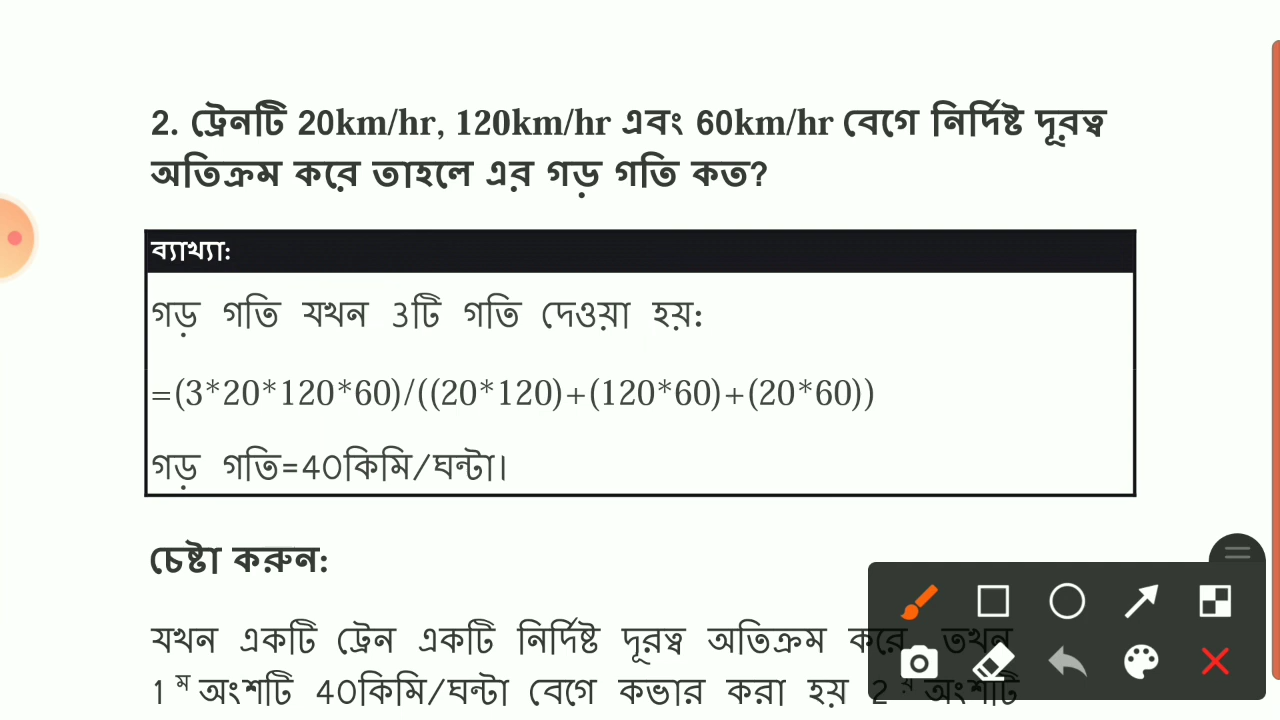 2. ট্রেনটি 20km/hr, 120km/hr এবং 60km/hr বেগে নির্দিষ্ট দূরত্ব
অতিক্রম করে তাহলে এর গড় গতি কত?
ব্যাখ্যা:
গড় গতি যখন 3টি গতি দেওয়া হয়:
=(3*20*120*60)/((20*120)+(120*60)+(20*60))
গড় গতি=40কিমি/ঘন্টা।
চেষ্টা করুন:
যখন একটি ট্রেন একটি নির্দিষ্ট দূরত্ব অতিক্রম করে, তখন
1 ম অংশটি 40কিমি/ঘন্টা বেগে কভার করা হয় 2 য় অংশটি